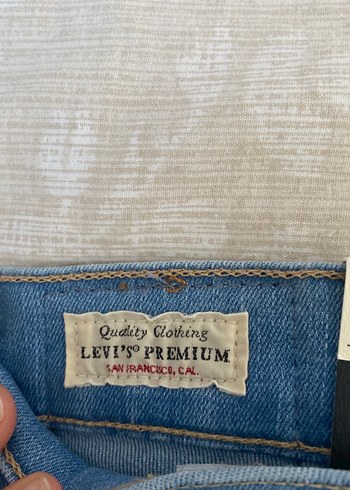 Quality Clothing
LEVI'S® PREMIUM
SAN FRANCISCO, CAL.